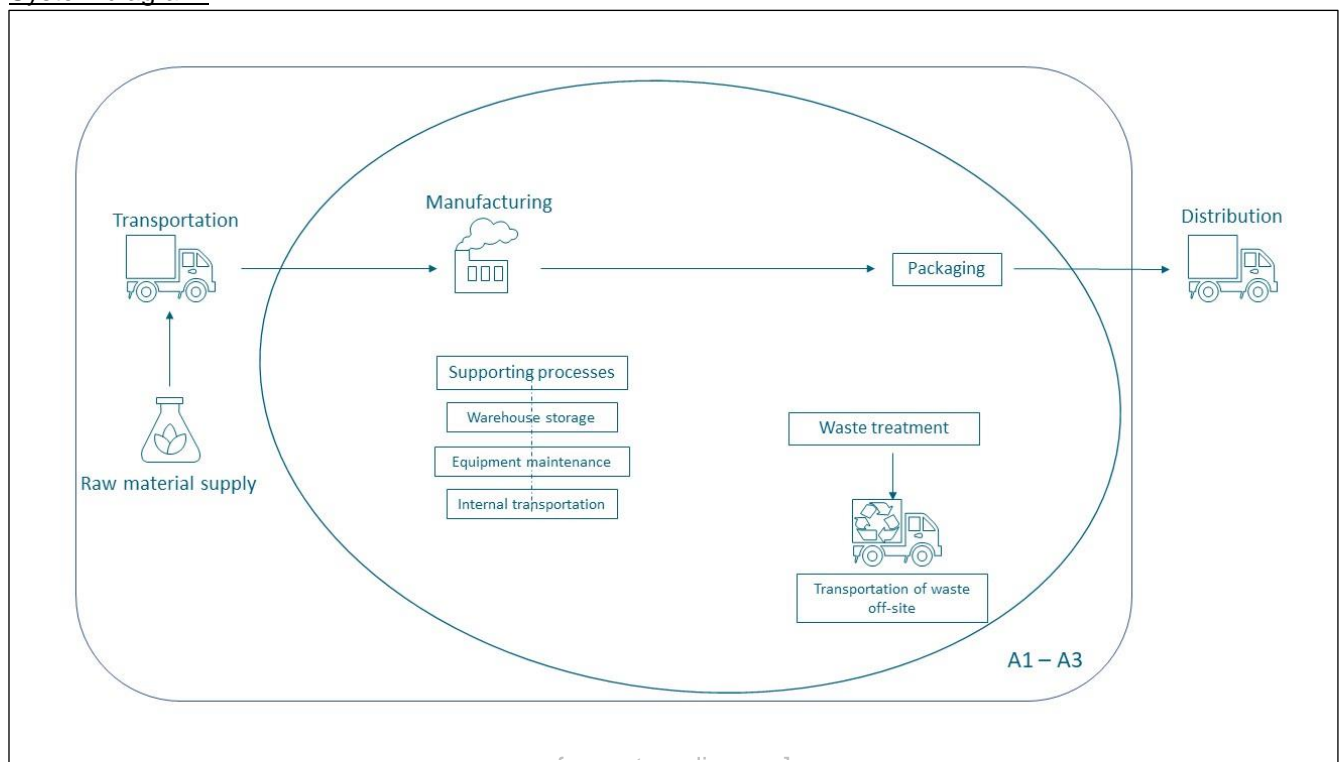 Manufacturing
Transportation
Distribution
Packaging
Supporting processes
Warehouse storage
Waste treatment
Equipment maintenance
Raw material supply
Internal transportation
Transportation of waste
off-site
A1 – A3